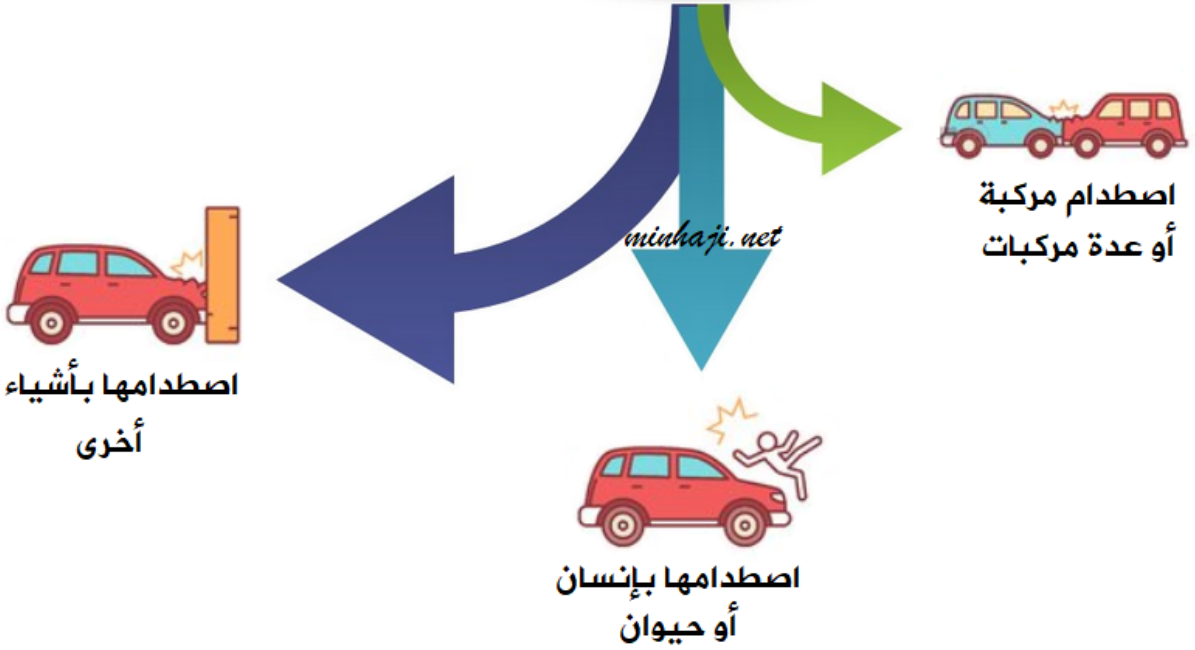 اصطدام مركبة
أو عدة مركبات
minhaji.net
اصطدامها بأشياء
أخرى
اصطدامها بإنسان
أو حيوان